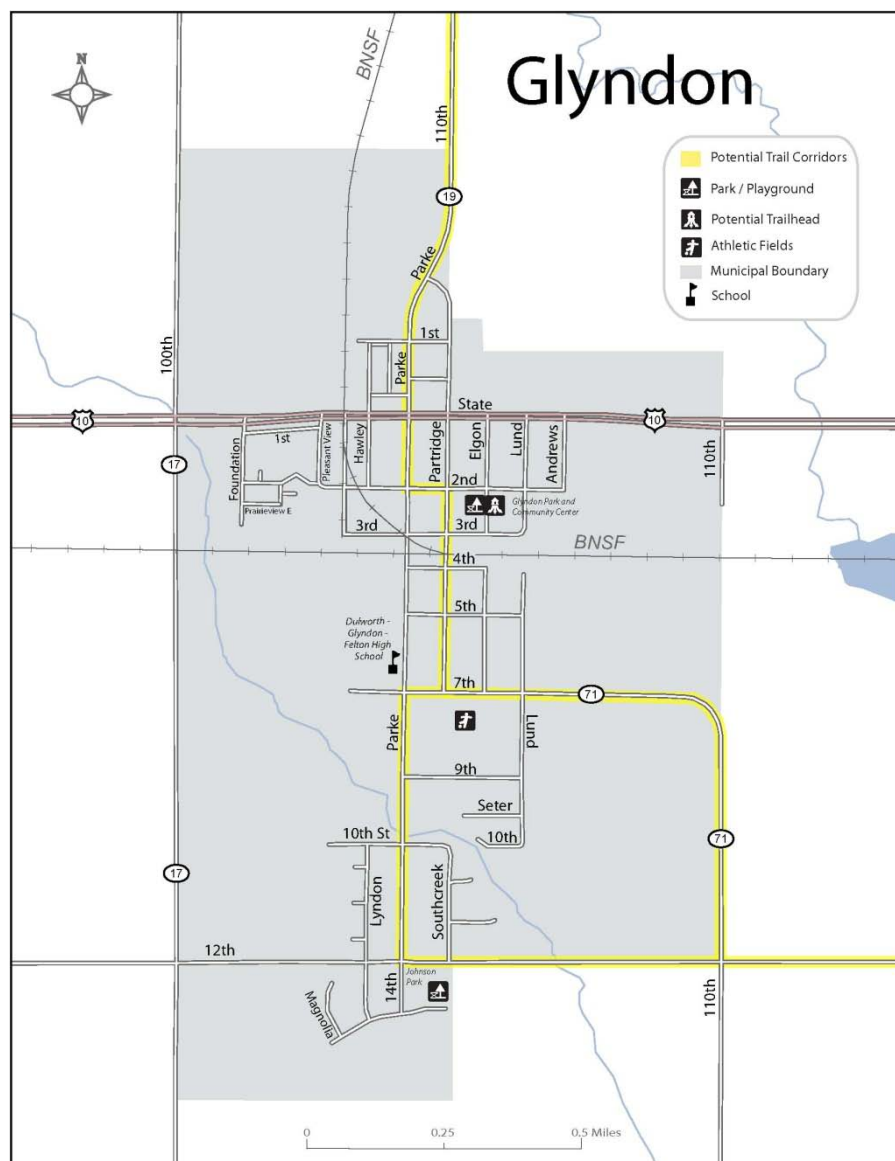 Glyndon
N
BNSF
110th
19
Potential Trail Corridors
Park / Playground
Potential Trailhead
Athletic Fields
Municipal Boundary
School
Parke
100th
1st
Parke
State
10
10
1st
Foundation
Pleasant View
Hawley
Partridge
Elgon
Lund
Andrews
110th
17
2nd
Prairieview E
3rd
3rd
Glyndon Park and
Community Center
BNSF
4th
5th
Dulworth -
Glyndon -
Felton High
School
7th
71
Parke
Lund
9th
Seter
10th St
10th
71
17
Lyndon
Southcreek
12th
Johnson
Park
14th
Magnolia
110th
0
0.25
0.5 Miles